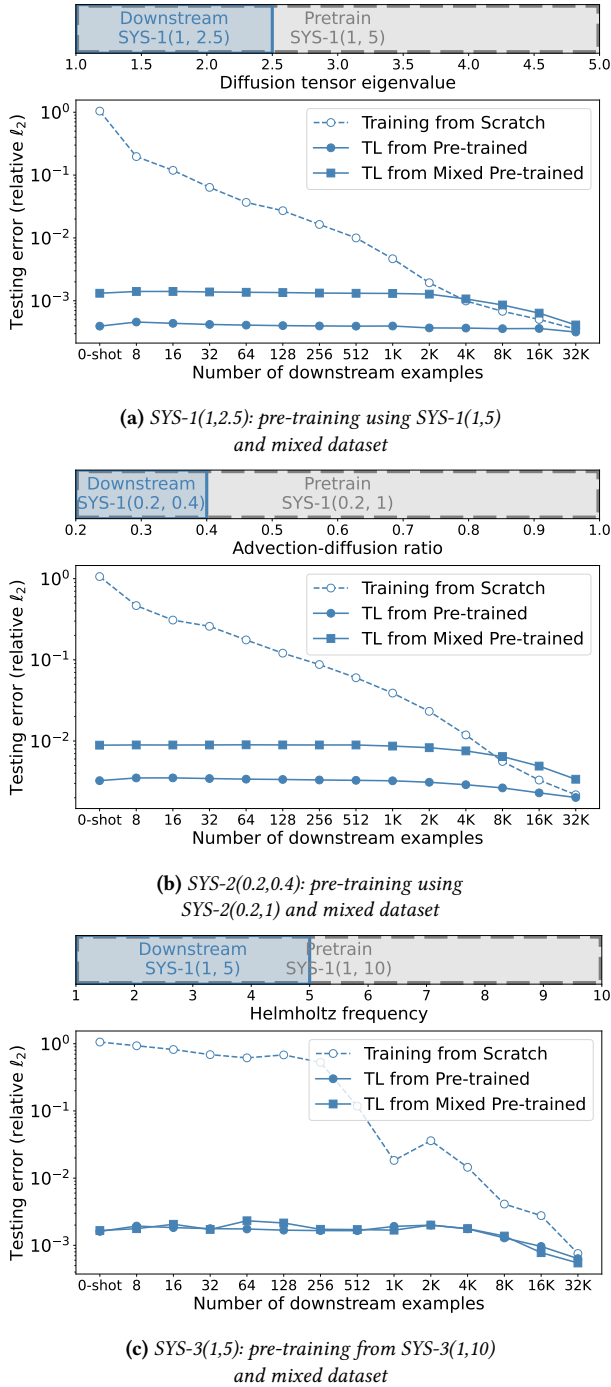 Downstream Pretrain
SYS-1(1, 2.5) SYS-1(1, 5)
1.0 1.5 2.0 2.5 3.0 3.5 4.0 4.5 5.0
Diffusion tensor eigenvalue
Testing error (relative ℓ₂)
10⁰
10⁻¹
10⁻²
10⁻³
Training from Scratch
TL from Pre-trained
TL from Mixed Pre-trained
0-shot 8 16 32 64 128 256 512 1K 2K 4K 8K 16K 32K
Number of downstream examples
(a) SYS-1(1,2.5): pre-training using SYS-1(1,5)
and mixed dataset
Downstream Pretrain
SYS-1(0.2, 0.4) SYS-1(0.2, 1)
0.2 0.3 0.4 0.5 0.6 0.7 0.8 0.9 1.0
Advection-diffusion ratio
Testing error (relative ℓ₂)
10⁰
10⁻¹
10⁻²
Training from Scratch
TL from Pre-trained
TL from Mixed Pre-trained
0-shot 8 16 32 64 128 256 512 1K 2K 4K 8K 16K 32K
Number of downstream examples
(b) SYS-2(0.2,0.4): pre-training using
SYS-2(0.2,1) and mixed dataset
Downstream Pretrain
SYS-1(1, 5) SYS-1(1, 10)
1 2 3 4 5 6 7 8 9 10
Helmholtz frequency
Testing error (relative ℓ₂)
10⁰
10⁻¹
10⁻²
10⁻³
Training from Scratch
TL from Pre-trained
TL from Mixed Pre-trained
0-shot 8 16 32 64 128 256 512 1K 2K 4K 8K 16K 32K
Number of downstream examples
(c) SYS-3(1,5): pre-training from SYS-3(1,10)
and mixed dataset